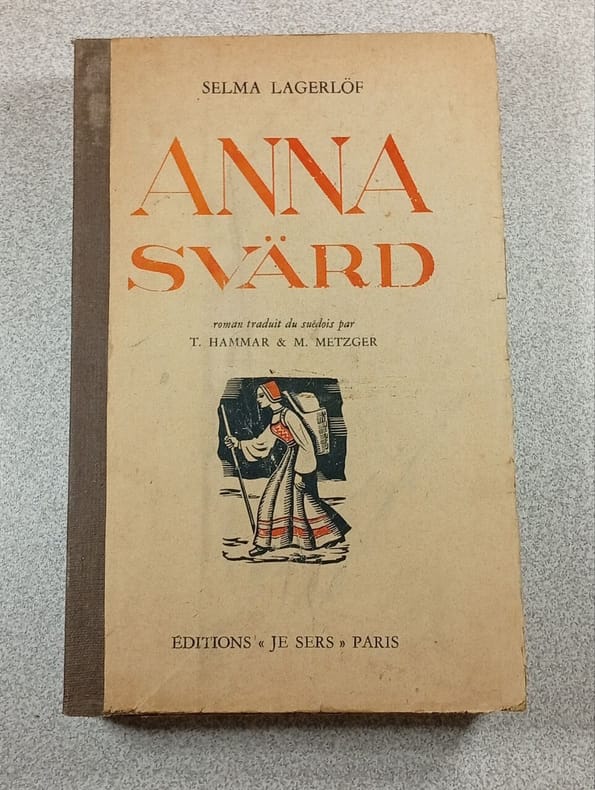 SELMA LAGERLÖF
ANNA
SVÄRD
roman traduit du suédois par
T. HAMMAR & M. METZGER
ÉDITIONS « JE SERS » PARIS